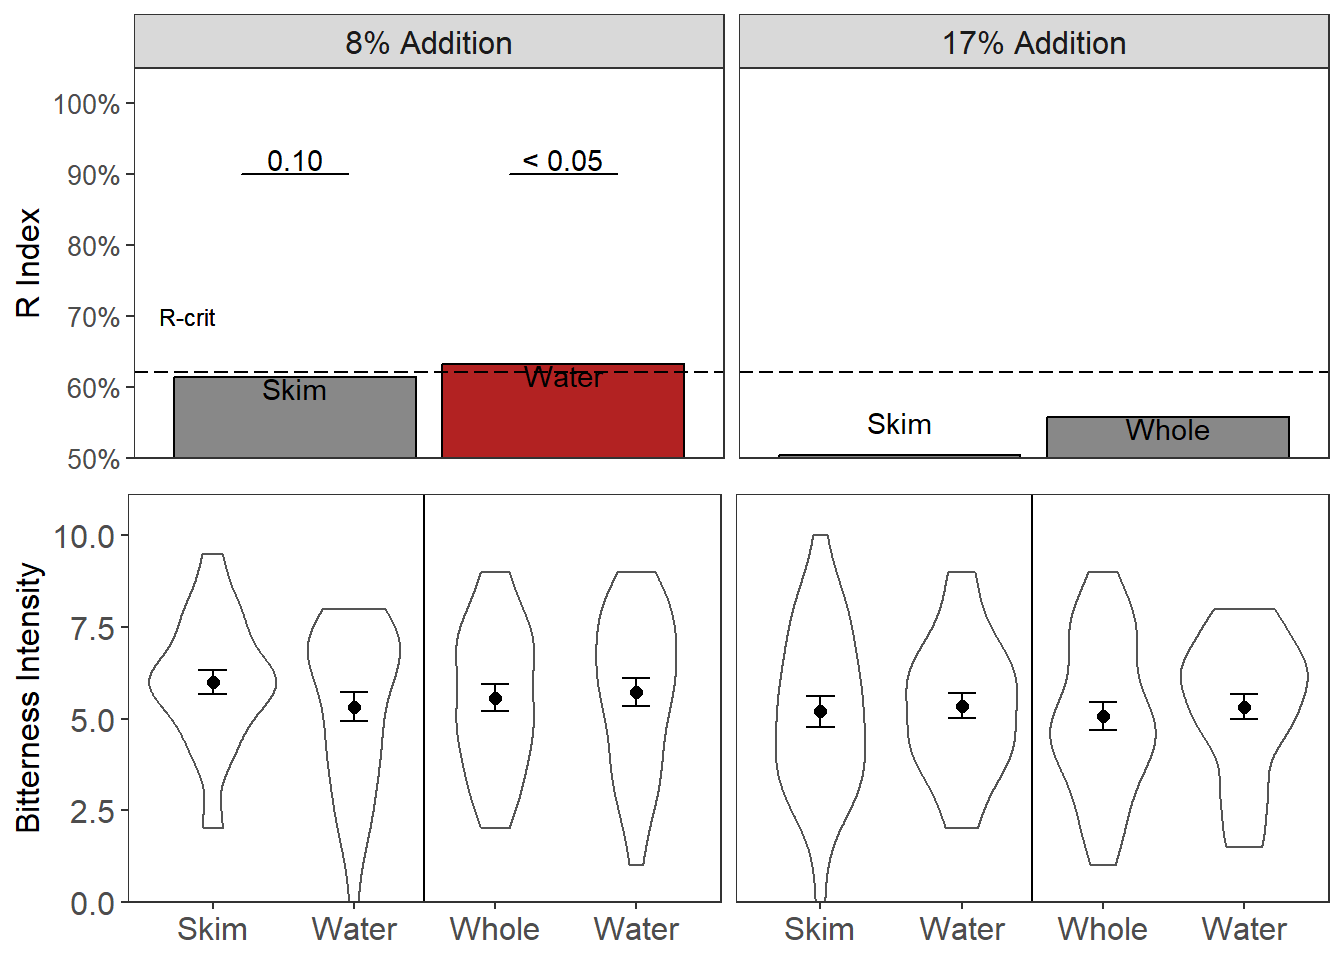 8% Addition
17% Addition
R Index
100%
90%
80%
70%
60%
50%
0.10
< 0.05
R-crit
Skim
Water
Skim
Whole
Bitterness Intensity
10.0
7.5
5.0
2.5
0.0
Skim Water Whole Water
Skim Water Whole Water